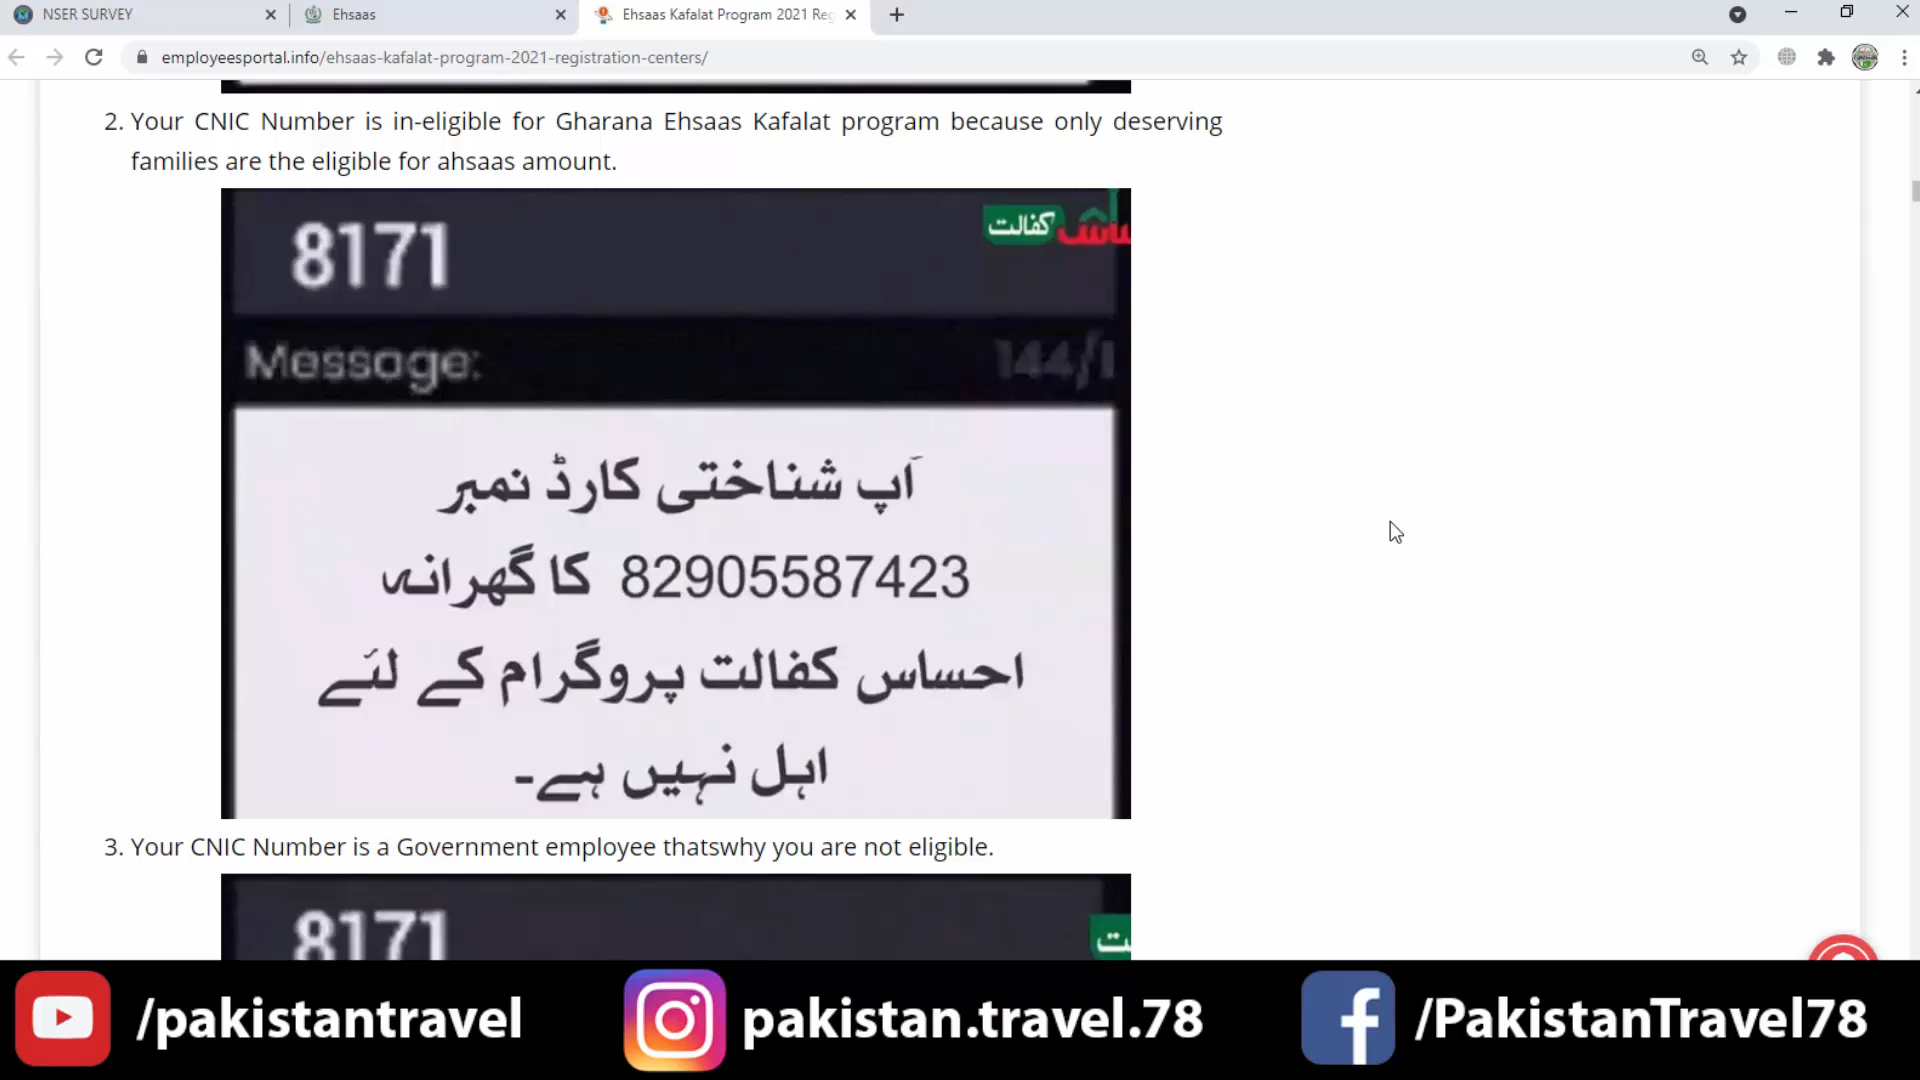 NSER SURVEY
Ehsaas
Ehsaas Kafalat Program 2021 Reg
employeesportal.info/ehsaas-kafalat-program-2021-registration-centers/
2. Your CNIC Number is in-eligible for Gharana Ehsaas Kafalat program because only deserving
families are the eligible for ahsaas amount.
8171
کفالت
Message:
144/1
آپ شناختی کارڈ نمبر
82905587423 کا گھرانہ
احساس کفالت پروگرام کے لئے
اہل نہیں ہے۔
3. Your CNIC Number is a Government employee thatswhy you are not eligible.
8171
/pakistantravel
pakistan.travel.78
/PakistanTravel78